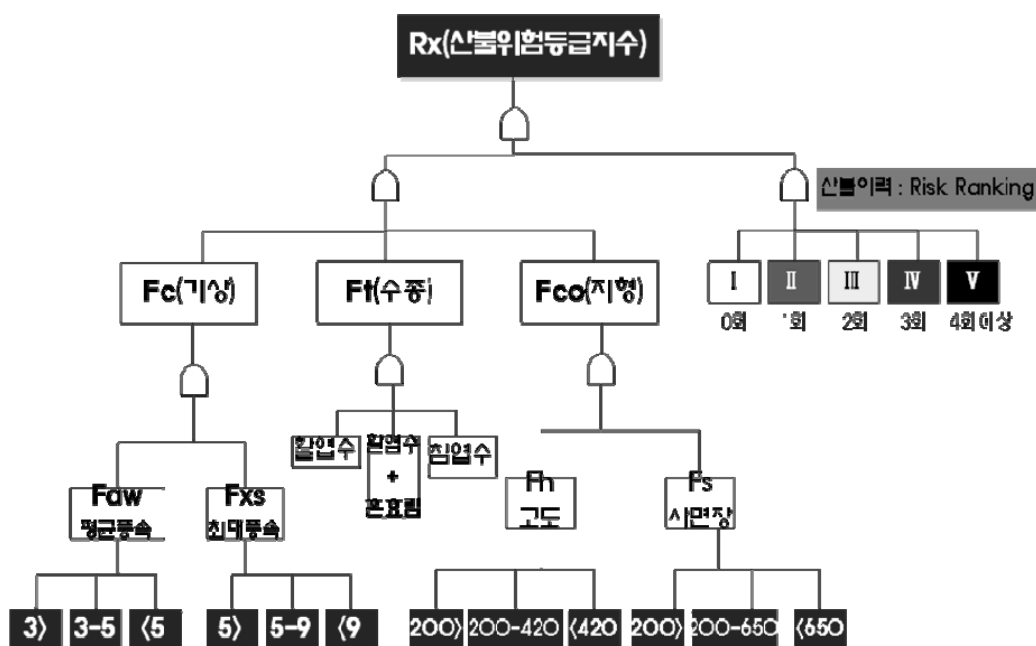 Rx(산불위험등급지수)
산불이력 : Risk Ranking
Fc(기상)
Ft(수종)
Fco(지형)
Ⅰ
Ⅱ
Ⅲ
Ⅳ
Ⅴ
0회
'회
2회
3회
4회이상
활엽수
활엽수
+
혼효림
침엽수
Faw
평균풍속
Fxs
최대풍속
Fh
고도
Fs
사면장
3〉
3-5
〈5
5〉
5-9
〈9
200〉
200-420
〈420
200〉
200-650
〈650